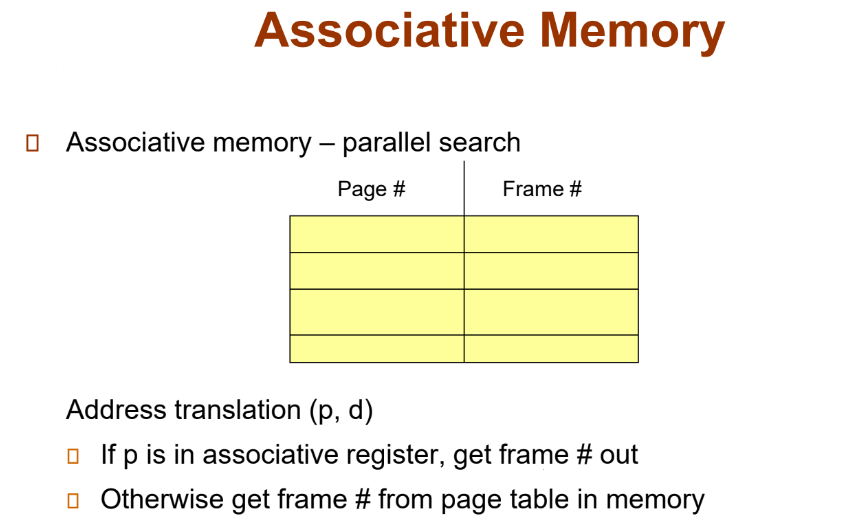 Associative Memory
Associative memory – parallel search
Page # Frame #
Address translation (p, d)
If p is in associative register, get frame # out
Otherwise get frame # from page table in memory